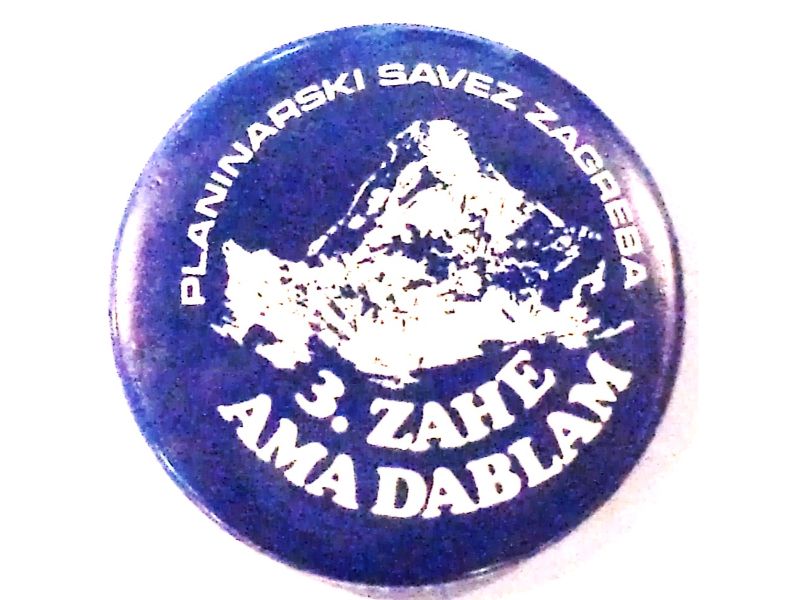 PLANINARSKI SAVEZ ZAGREBA
3. ZAHE
AMA DABLAM